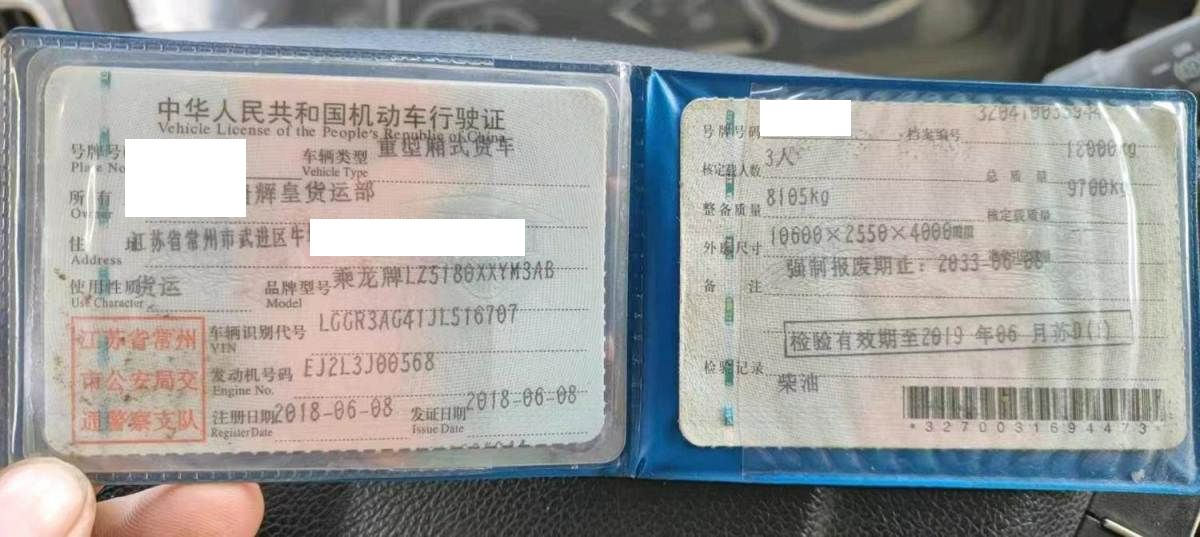 中华人民共和国机动车行驶证
Vehicle License of the People's Republic of China
号牌号
Plate No.
车辆类型 重型厢式货车
Vehicle Type
所有 辉皇货运部
Owner
住 址 江苏省常州市武进区牛
Address
使用性质 货运
Use Character
品牌型号 乘龙牌LZ5180XXYM3AB
Model
车辆识别代号 LGGR3AG41JL516707
VIN
发动机号码 EJ2L3J00568
Engine No.
注册日期 2018-06-08
Register Date
发证日期 2018-06-08
Issue Date
江苏省常州
市公安局交
通警察支队
号牌号码
档案编号
核定载人数 3人
总质量 18000kg
整备质量 8105kg
核定载质量 9700kg
外廓尺寸 10600×2550×4000mm
备 注 强制报废期止：2033-06-08
检验有效期至2019 年06 月苏D(1)
检验记录
柴油
*3270031694473*